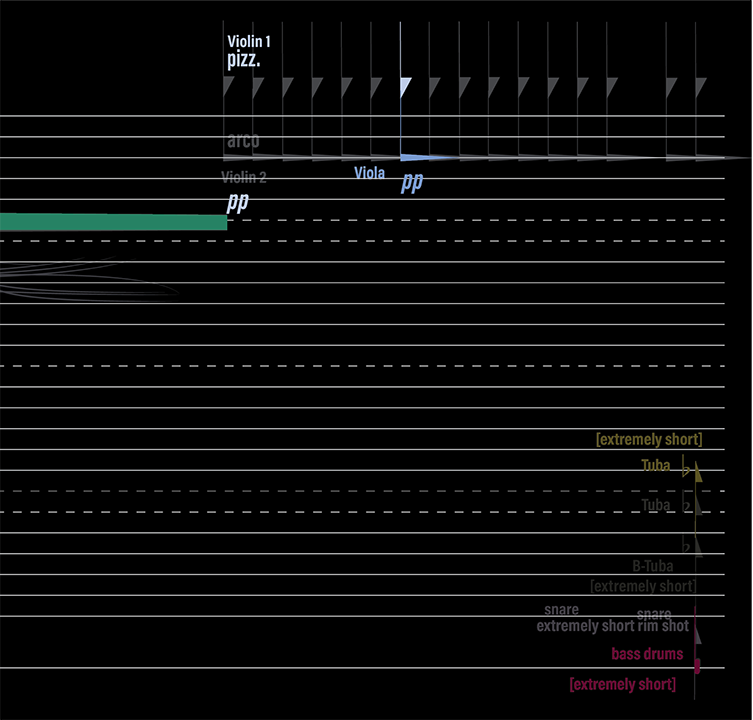 Violin 1
pizz.
arco
Violin 2
Viola
pp
pp
[extremely short]
Tuba
♭
Tuba
♭
♭
B-Tuba
[extremely short]
snare
snare
extremely short rim shot
bass drums
[extremely short]